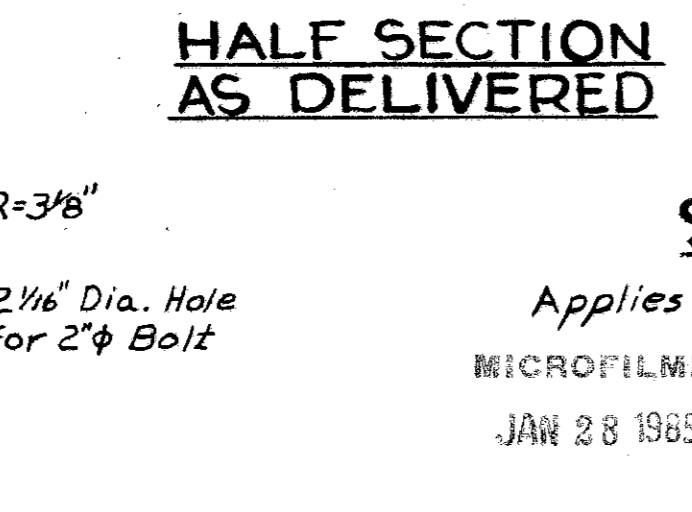 HALF SECTION
AS DELIVERED
R=3⅛"
2 1/16" Dia. Hole
for 2"ϕ Bolt
Applies
MICROFILM
JAN 28 198